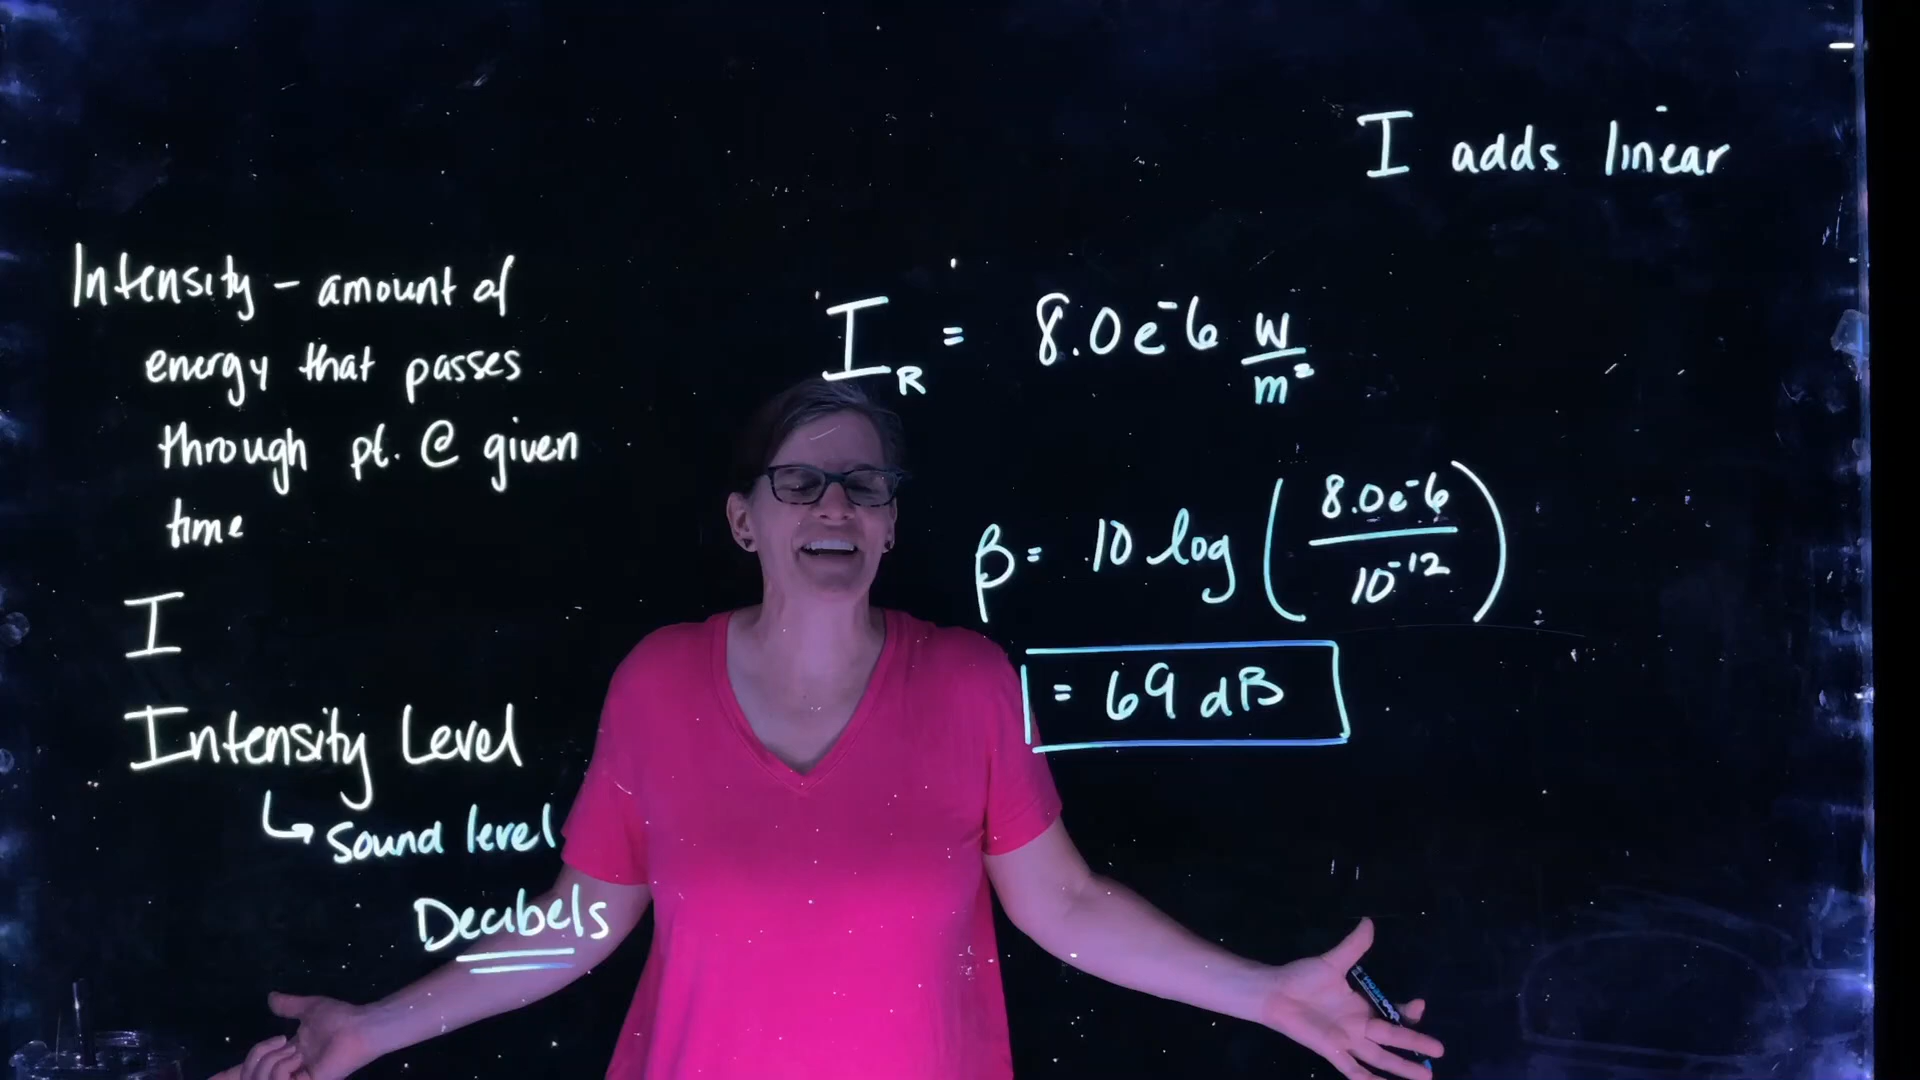 I adds linear
Intensity - amount of
energy that passes
through pt. @ given
time
I
Intensity Level
↳ Sound level
Decibels
I_R = 8.0e^-6 W/m²
β = 10 log (8.0e^-6 / 10^-12)
= 69 dB